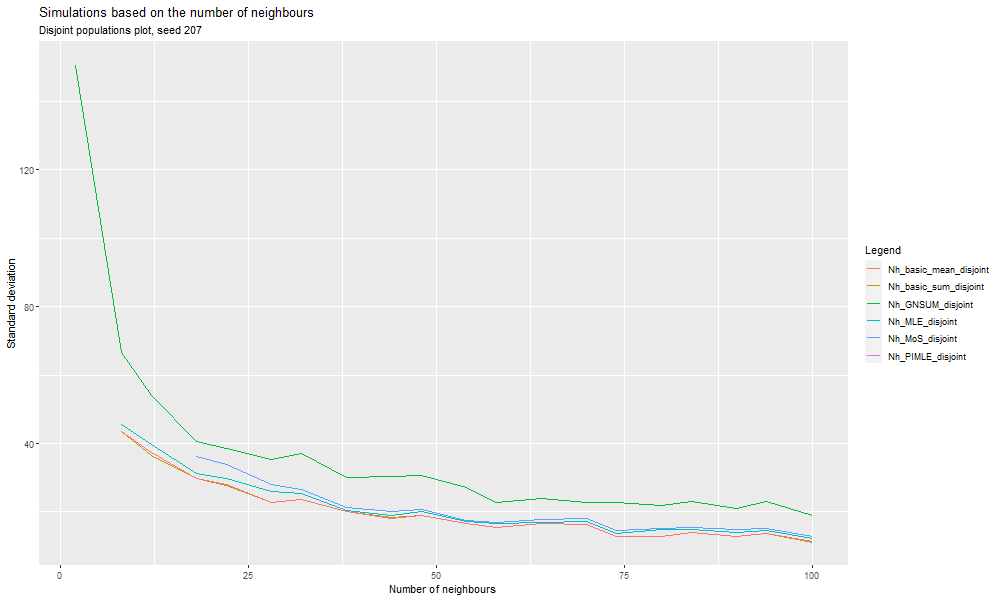 Simulations based on the number of neighbours
Disjoint populations plot, seed 207
Standard deviation
120
80
40
0
25
50
75
100
Number of neighbours
Legend
Nh_basic_mean_disjoint
Nh_basic_sum_disjoint
Nh_GNSUM_disjoint
Nh_MLE_disjoint
Nh_MoS_disjoint
Nh_PIMLE_disjoint